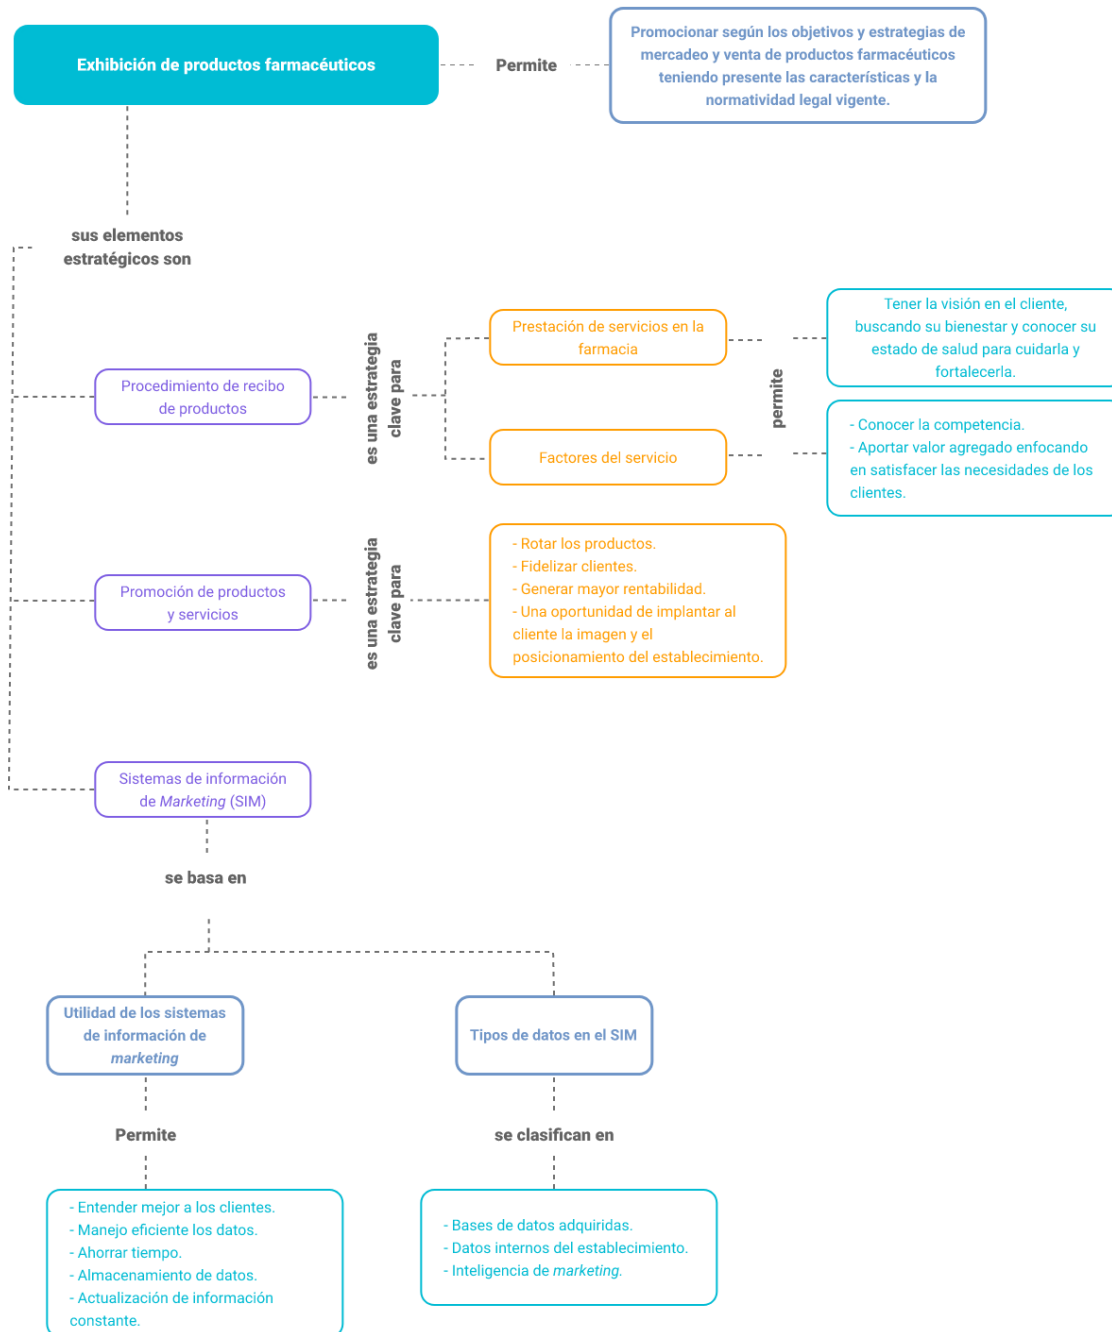 Exhibición de productos farmacéuticos
Permite
Promocionar según los objetivos y estrategias de
mercadeo y venta de productos farmacéuticos
teniendo presente las características y la
normatividad legal vigente.
sus elementos
estratégicos son
Procedimiento de recibo
de productos
es una estrategia
clave para
Prestación de servicios en la
farmacia
Factores del servicio
permite
Tener la visión en el cliente,
buscando su bienestar y conocer su
estado de salud para cuidarla y
fortalecerla.
- Conocer la competencia.
- Aportar valor agregado enfocando
en satisfacer las necesidades de los
clientes.
Promoción de productos
y servicios
es una estrategia
clave para
- Rotar los productos.
- Fidelizar clientes.
- Generar mayor rentabilidad.
- Una oportunidad de implantar al
cliente la imagen y el
posicionamiento del establecimiento.
Sistemas de información
de Marketing (SIM)
se basa en
Utilidad de los sistemas
de información de
marketing
Permite
- Entender mejor a los clientes.
- Manejo eficiente los datos.
- Ahorrar tiempo.
- Almacenamiento de datos.
- Actualización de información
constante.
Tipos de datos en el SIM
se clasifican en
- Bases de datos adquiridas.
- Datos internos del establecimiento.
- Inteligencia de marketing.